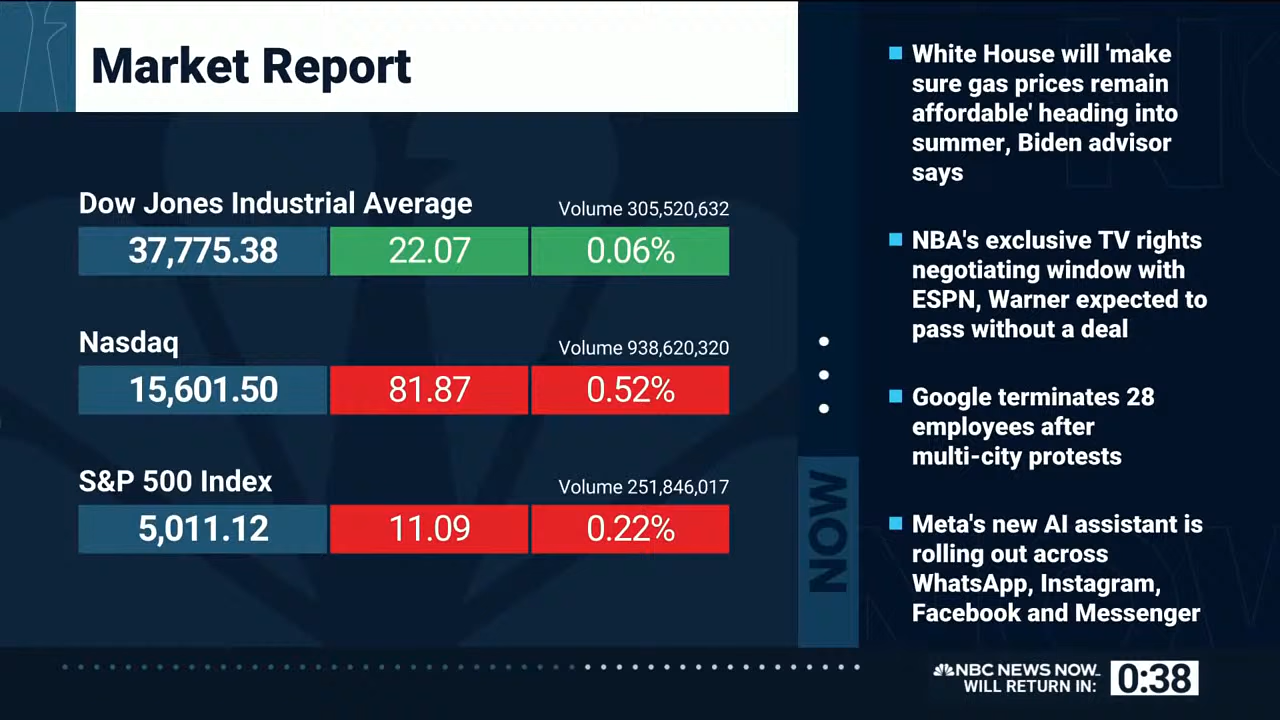 Market Report
Dow Jones Industrial Average
Volume 305,520,632
37,775.38 22.07 0.06%
Nasdaq
Volume 938,620,320
15,601.50 81.87 0.52%
S&P 500 Index
Volume 251,846,017
5,011.12 11.09 0.22%
NOW
White House will 'make
sure gas prices remain
affordable' heading into
summer, Biden advisor
says
NBA's exclusive TV rights
negotiating window with
ESPN, Warner expected to
pass without a deal
Google terminates 28
employees after
multi-city protests
Meta's new AI assistant is
rolling out across
WhatsApp, Instagram,
Facebook and Messenger
NBC NEWS NOW
WILL RETURN IN: 0:38